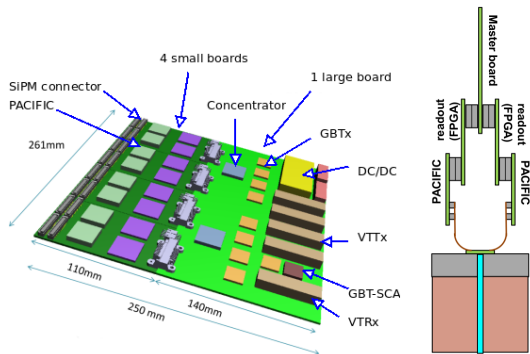 4 small boards
SiPM connector
PACIFIC
Concentrator
1 large board
GBTx
DC/DC
VTTx
GBT-SCA
VTRx
261mm
110mm
140mm
250 mm
Master board
readout
(FPGA)
readout
(FPGA)
PACIFIC
PACIFIC